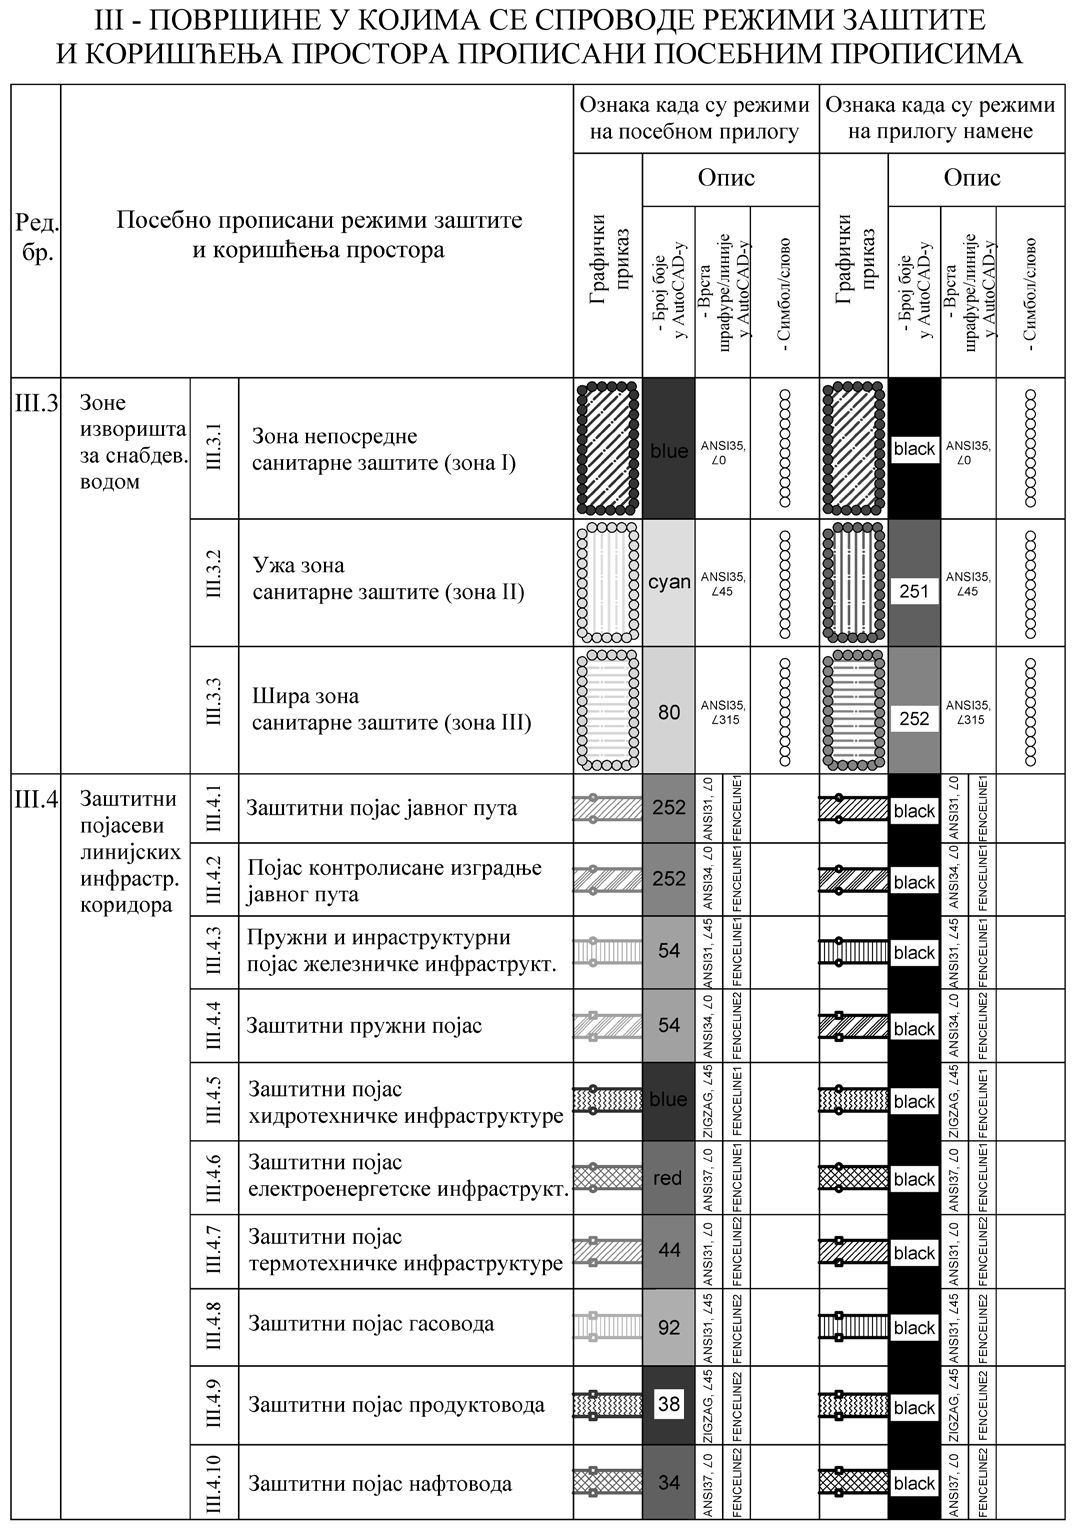 III - ПОВРШИНЕ У КОЈИМА СЕ СПРОВОДЕ РЕЖИМИ ЗАШТИТЕ
И КОРИШЋЕЊА ПРОСТОРА ПРОПИСАНИ ПОСЕБНИМ ПРОПИСИМА
Ред.
бр.
Посебно прописани режими заштите
и коришћења простора
Ознака када су режими
на посебном прилогу
Ознака када су режими
на прилогу намене
Графички
приказ
Опис
- Број боје
у AutoCAD-у
- Врста
шрафуре/линије
у AutoCAD-у
- Симбол/слово
Графички
приказ
Опис
- Број боје
у AutoCAD-у
- Врста
шрафуре/линије
у AutoCAD-у
- Симбол/слово
III.3
Зоне
изворишта
за снабдев.
водом
III.3.1
Зона непосредне
санитарне заштите (зона I)
blue
ANSI35,
∠0
black
ANSI35,
∠0
III.3.2
Ужа зона
санитарне заштите (зона II)
cyan
ANSI35,
∠45
251
ANSI35,
∠45
III.3.3
Шира зона
санитарне заштите (зона III)
80
ANSI35,
∠315
252
ANSI35,
∠315
III.4
Заштитни
појасеви
линијских
инфрастр.
коридора
III.4.1
Заштитни појас јавног пута
252
ANSI31, ∠0
FENCELINE1
black
ANSI31, ∠0
FENCELINE1
III.4.2
Појас контролисане изградње
јавног пута
252
ANSI34, ∠0
FENCELINE1
black
ANSI34, ∠0
FENCELINE1
III.4.3
Пружни и инраструктурни
појас железничке инфраструкт.
54
ANSI31, ∠45
FENCELINE1
black
ANSI31, ∠45
FENCELINE1
III.4.4
Заштитни пружни појас
54
ANSI34, ∠0
FENCELINE2
black
ANSI34, ∠0
FENCELINE2
III.4.5
Заштитни појас
хидротехничке инфраструктуре
blue
ZIGZAG, ∠45
FENCELINE1
black
ZIGZAG, ∠45
FENCELINE1
III.4.6
Заштитни појас
електроенергетске инфраструкт.
red
ANSI37, ∠0
FENCELINE1
black
ANSI37, ∠0
FENCELINE1
III.4.7
Заштитни појас
термотехничке инфраструктуре
44
ANSI31, ∠0
FENCELINE2
black
ANSI31, ∠0
FENCELINE2
III.4.8
Заштитни појас гасовода
92
ANSI31, ∠45
FENCELINE2
black
ANSI31, ∠45
FENCELINE2
III.4.9
Заштитни појас продуктовода
38
ZIGZAG, ∠45
FENCELINE2
black
ZIGZAG, ∠45
FENCELINE2
III.4.10
Заштитни појас нафтовода
34
ANSI37, ∠0
FENCELINE2
black
ANSI37, ∠0
FENCELINE2